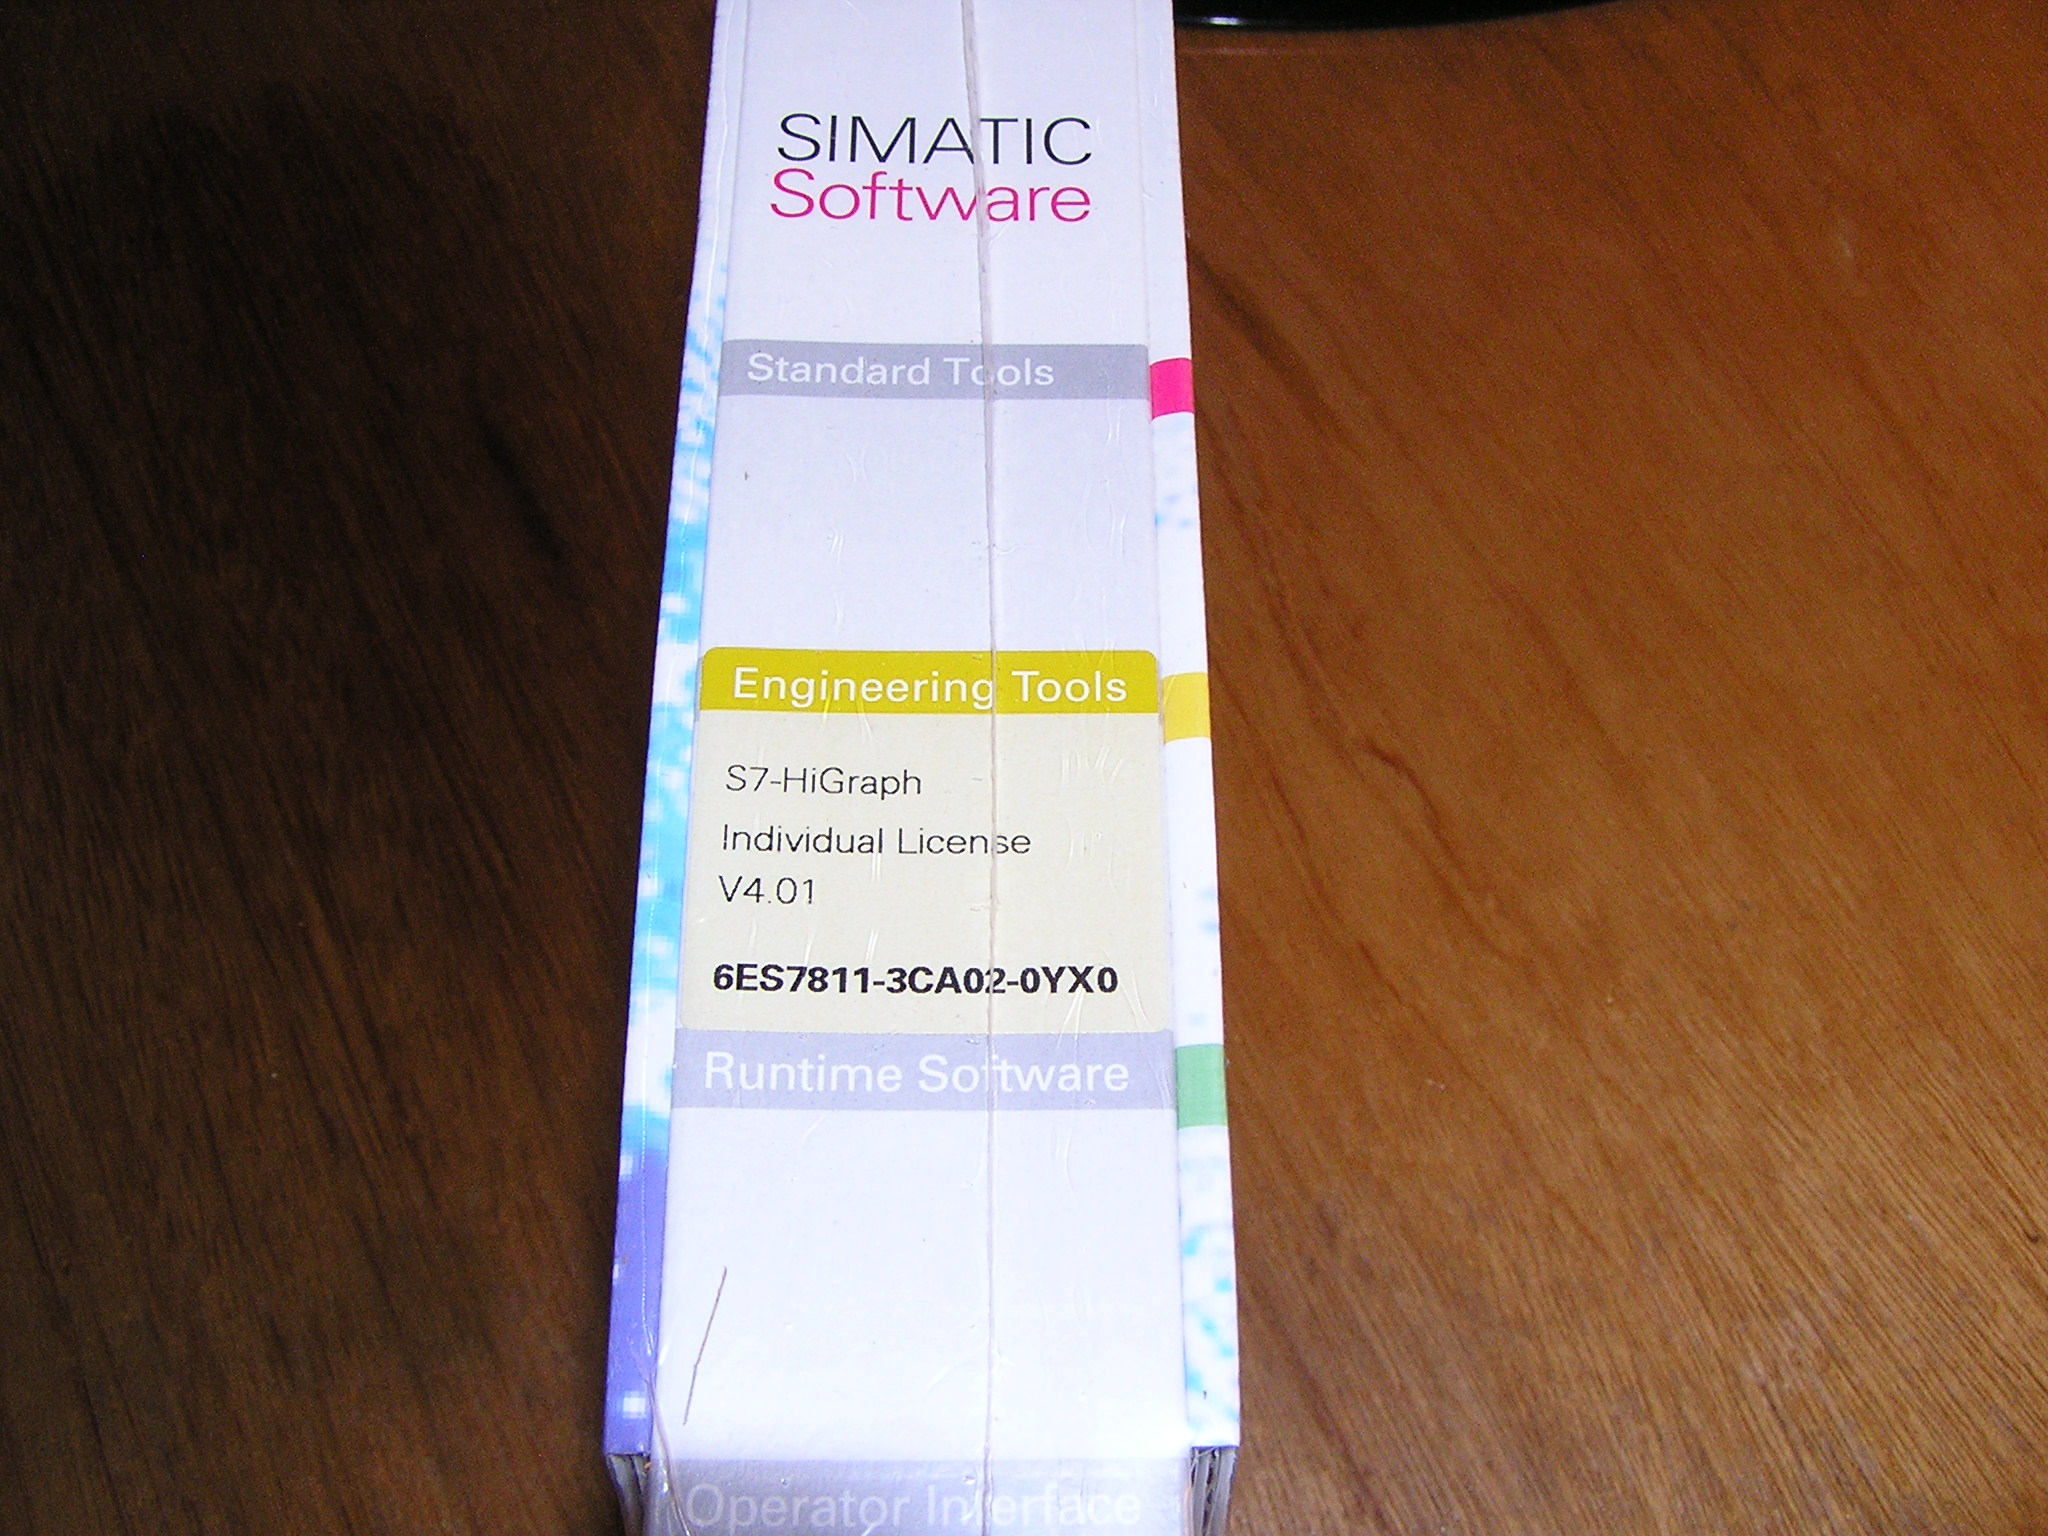 SIMATIC
Software
Standard Tools
Engineering Tools
S7-HiGraph
Individual License
V4.01
6ES7811-3CA02-0YX0
Runtime Software
Operator Interface